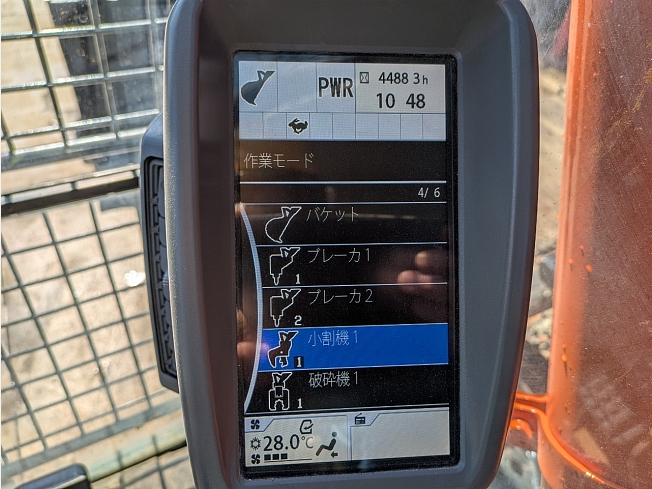 PWR
4488 3h
10 48
作業モード
4/ 6
バケット
ブレーカ1
1
ブレーカ2
2
小割機1
1
破砕機1
1
28.0℃